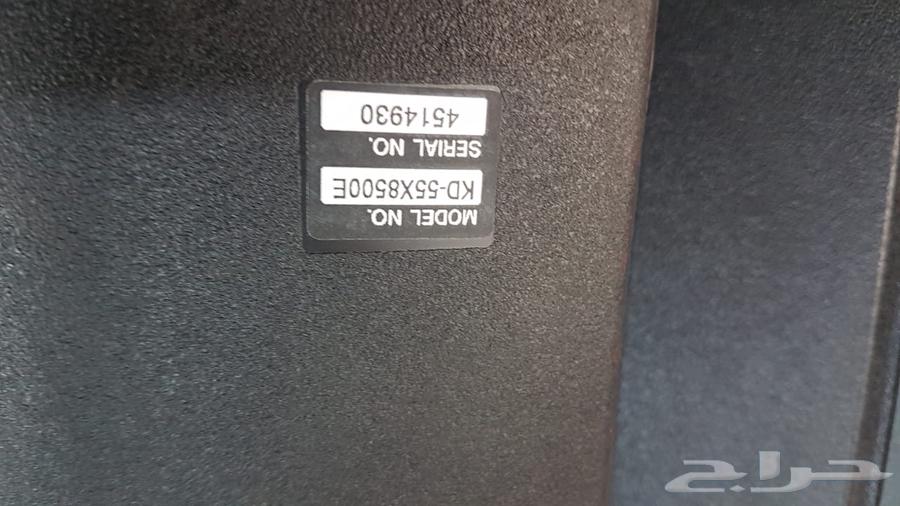 MODEL NO.
KD-55X8500E
SERIAL NO.
4514930
حراج